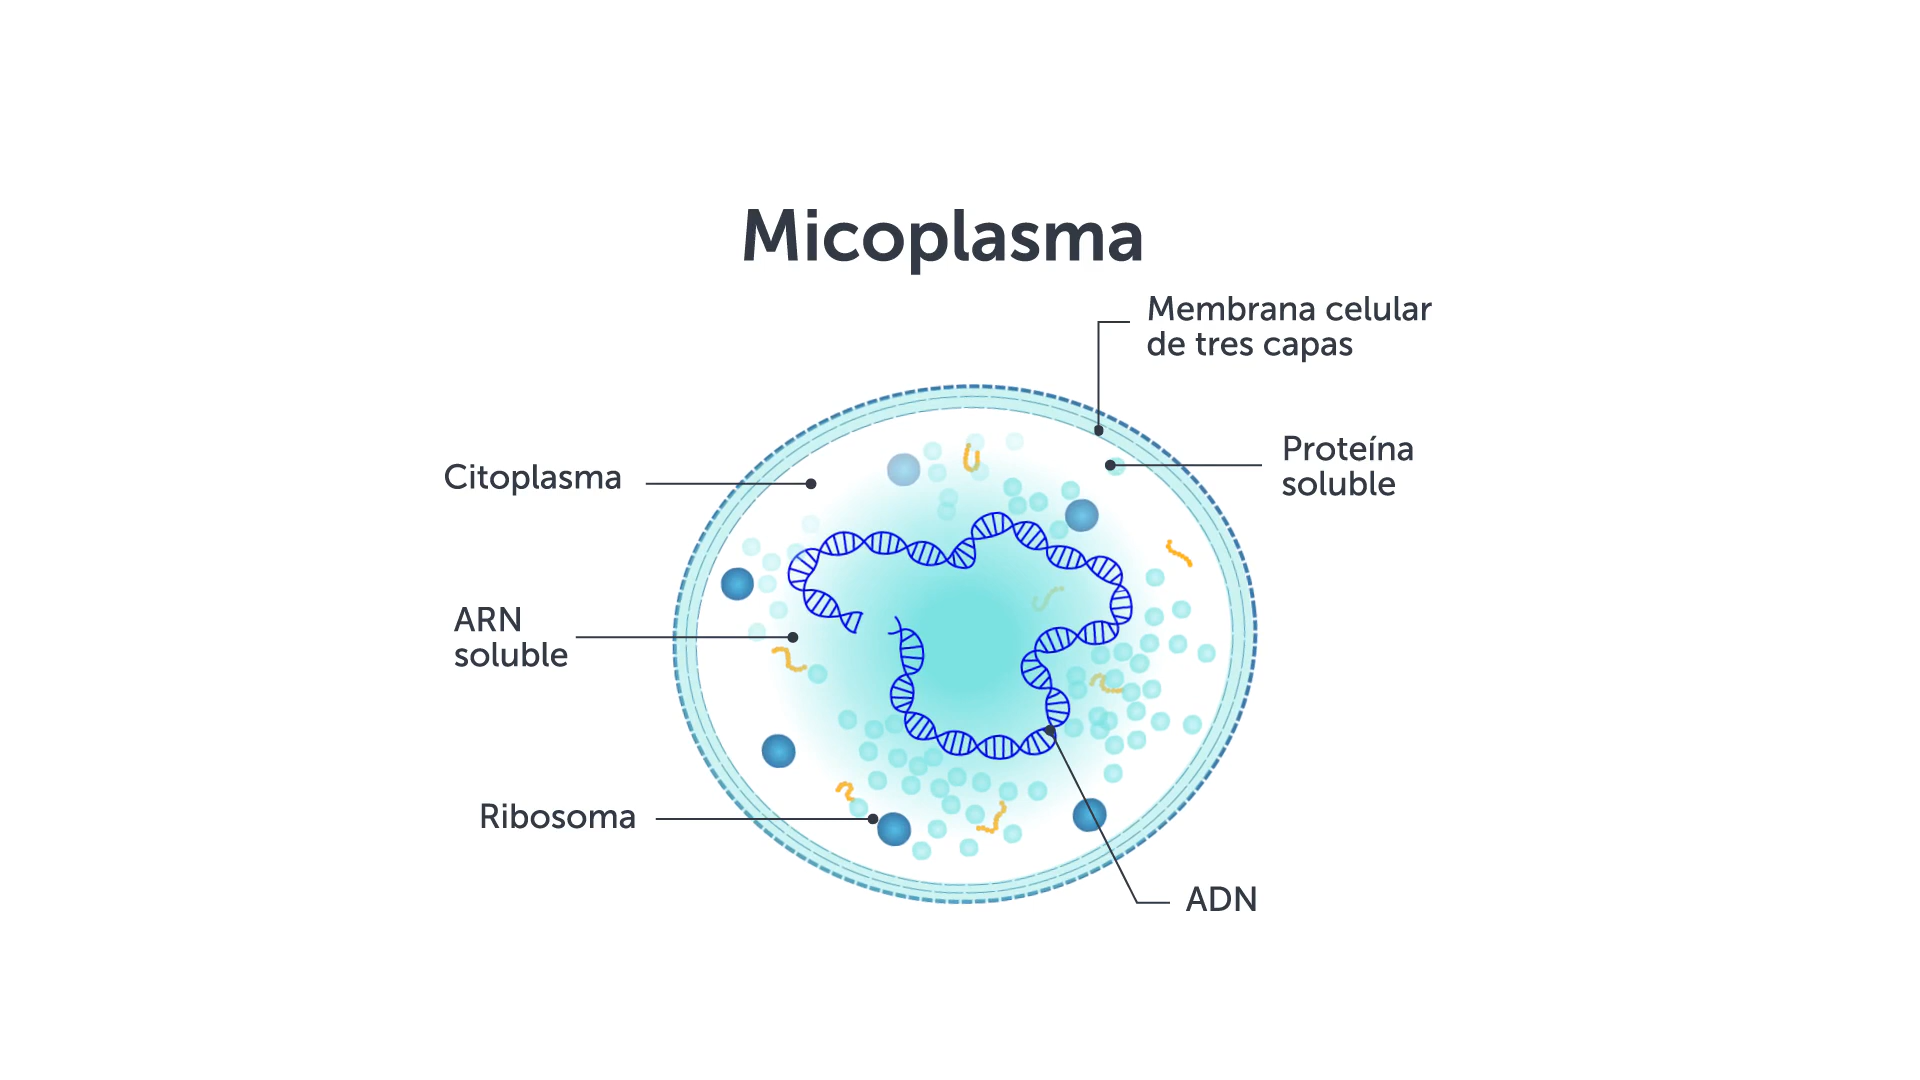 Micoplasma
Membrana celular
de tres capas
Proteína
soluble
Citoplasma
ARN
soluble
Ribosoma
ADN